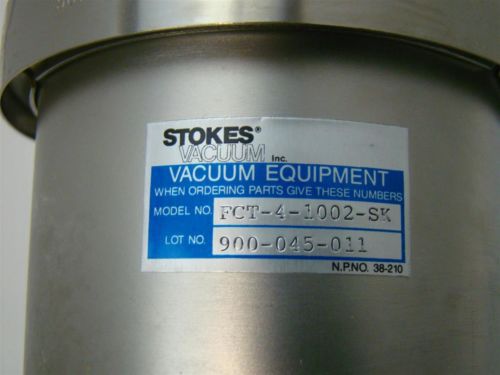 STOKES®
VACUUM Inc.
VACUUM EQUIPMENT
WHEN ORDERING PARTS GIVE THESE NUMBERS
MODEL NO. FCT-4-1002-SK
LOT NO. 900-045-011
N.P.NO. 38-210